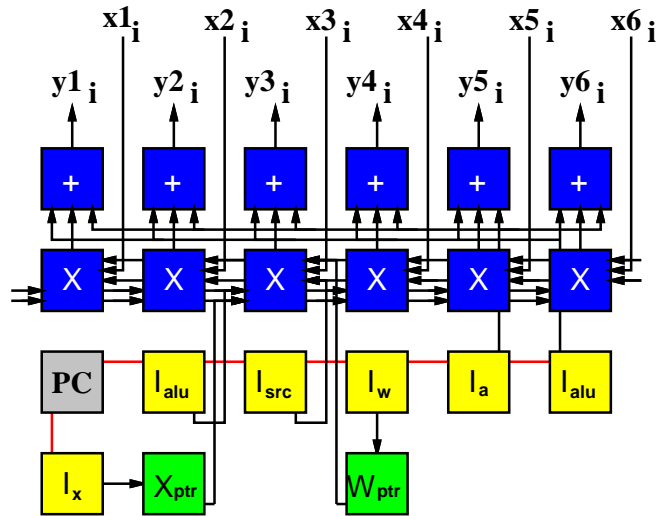 x1i x2i x3i x4i x5i x6i
y1i y2i y3i y4i y5i y6i
+ + + + + +
X X X X X X
PC Ialu Isrc Iw Ia Ialu
Ix Xptr Wptr